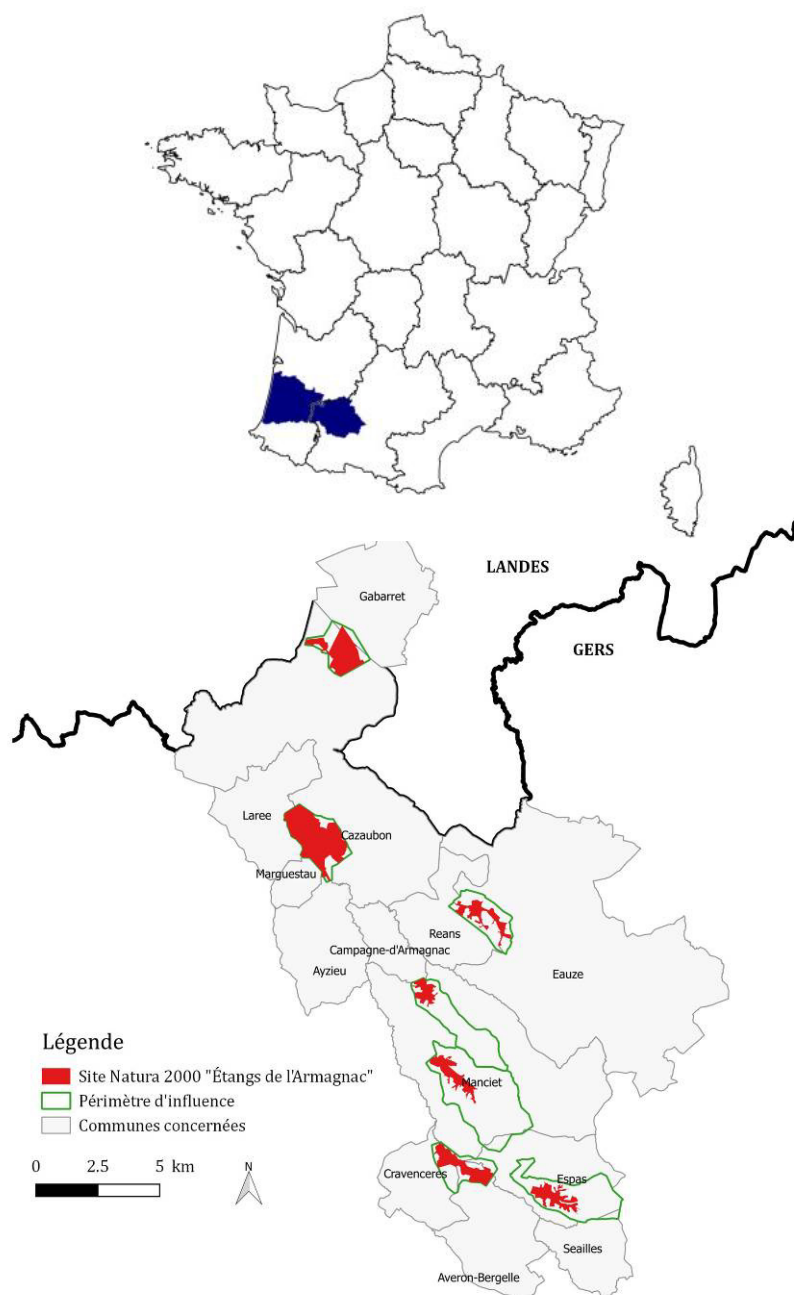 LANDES
Gabarret
GERS
Laree
Cazaubon
Marguestau
Reans
Campagne-d'Armagnac
Ayzieu
Eauze
Légende
Site Natura 2000 "Étangs de l'Armagnac"
Périmètre d'influence
Communes concernées
0 2.5 5 km
N
Manciet
Cravenceres
Espas
Seailles
Averon-Bergelle